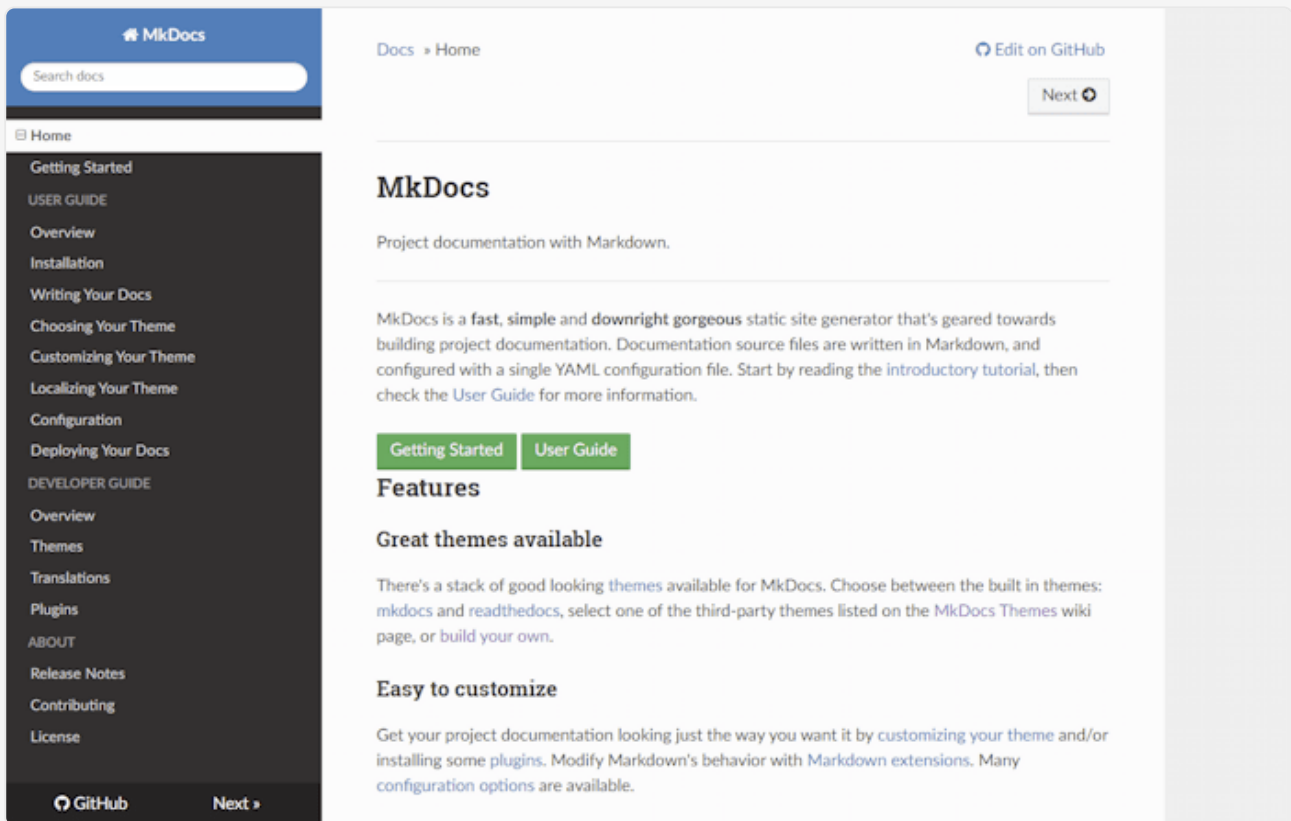 MkDocs
Search docs
Home
Getting Started
USER GUIDE
Overview
Installation
Writing Your Docs
Choosing Your Theme
Customizing Your Theme
Localizing Your Theme
Configuration
Deploying Your Docs
DEVELOPER GUIDE
Overview
Themes
Translations
Plugins
ABOUT
Release Notes
Contributing
License
GitHub Next »
Docs » Home
Edit on GitHub
Next
MkDocs
Project documentation with Markdown.
MkDocs is a fast, simple and downright gorgeous static site generator that's geared towards
building project documentation. Documentation source files are written in Markdown, and
configured with a single YAML configuration file. Start by reading the introductory tutorial, then
check the User Guide for more information.
Getting Started User Guide
Features
Great themes available
There's a stack of good looking themes available for MkDocs. Choose between the built in themes:
mkdocs and readthedocs, select one of the third-party themes listed on the MkDocs Themes wiki
page, or build your own.
Easy to customize
Get your project documentation looking just the way you want it by customizing your theme and/or
installing some plugins. Modify Markdown's behavior with Markdown extensions. Many
configuration options are available.